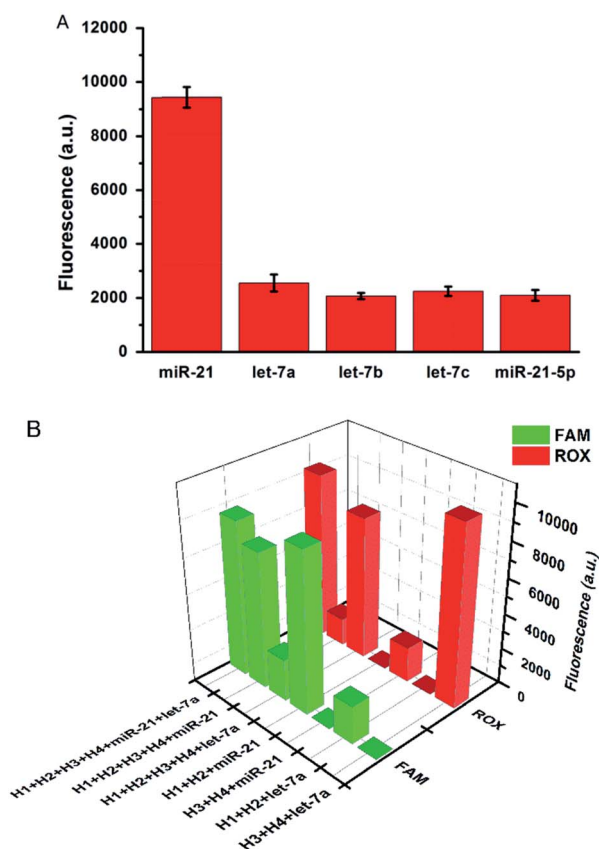 A
12000
10000
8000
6000
4000
2000
0
Fluorescence (a.u.)
miR-21 let-7a let-7b let-7c miR-21-5p
B
FAM
ROX
10000
8000
6000
4000
2000
0
Fluorescence (a.u.)
ROX
FAM
H1+H2+H3+H4+miR-21+let-7a
H1+H2+H3+H4+miR-21
H1+H2+H3+H4+let-7a
H1+H2+miR-21
H3+H4+miR-21
H1+H2+let-7a
H3+H4+let-7a